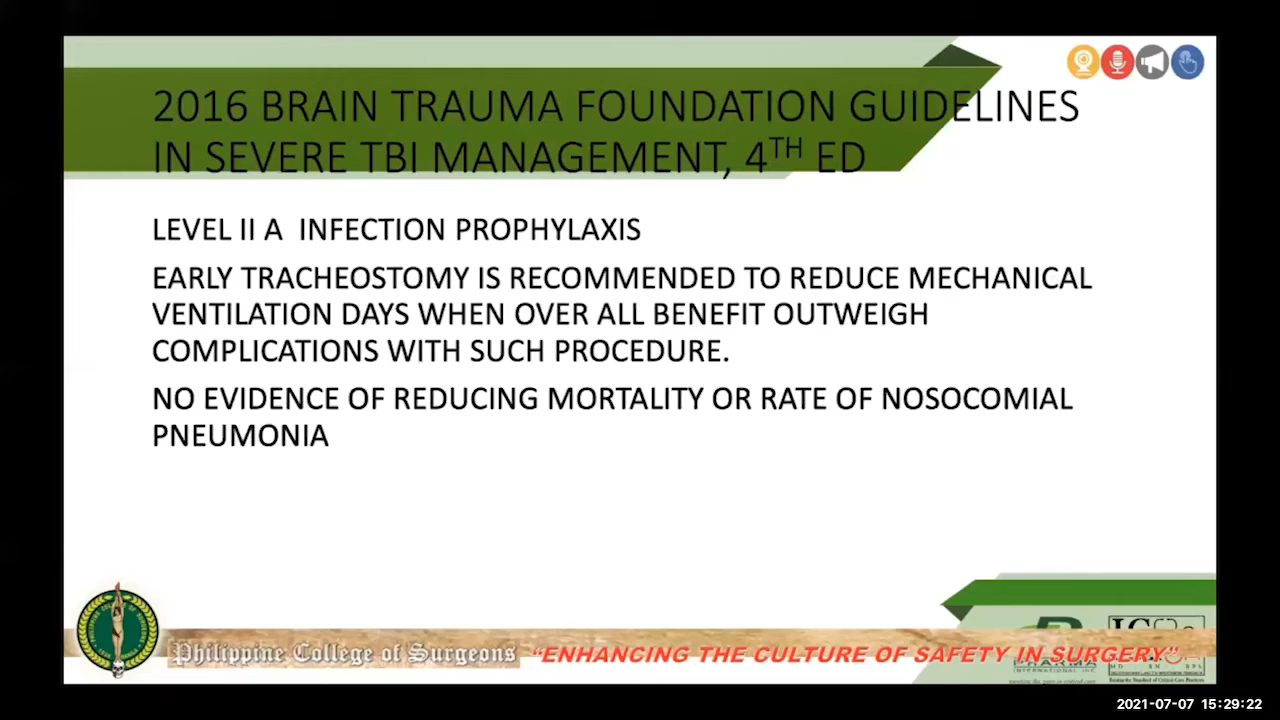 2016 BRAIN TRAUMA FOUNDATION GUIDELINES
IN SEVERE TBI MANAGEMENT, 4TH ED
LEVEL II A INFECTION PROPHYLAXIS
EARLY TRACHEOSTOMY IS RECOMMENDED TO REDUCE MECHANICAL
VENTILATION DAYS WHEN OVER ALL BENEFIT OUTWEIGH
COMPLICATIONS WITH SUCH PROCEDURE.
NO EVIDENCE OF REDUCING MORTALITY OR RATE OF NOSOCOMIAL
PNEUMONIA
Philippine College of Surgeons "ENHANCING THE CULTURE OF SAFETY IN SURGERY"
PHARMA
INTERNATIONAL INC
2021-07-07 15:29:22